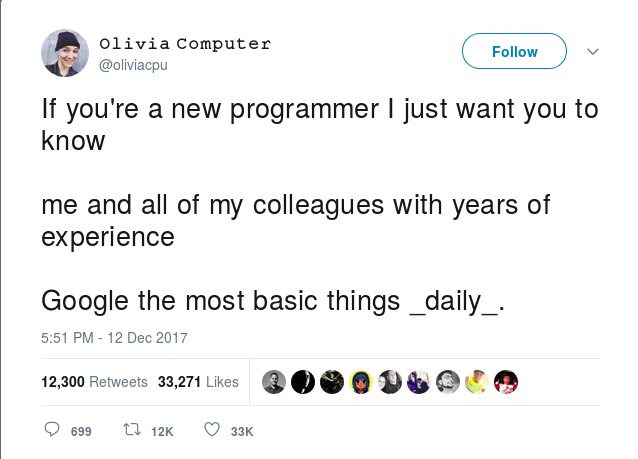 Olivia Computer
@oliviacpu
Follow
If you're a new programmer I just want you to
know
me and all of my colleagues with years of
experience
Google the most basic things _daily_.
5:51 PM - 12 Dec 2017
12,300 Retweets 33,271 Likes
699 12K 33K